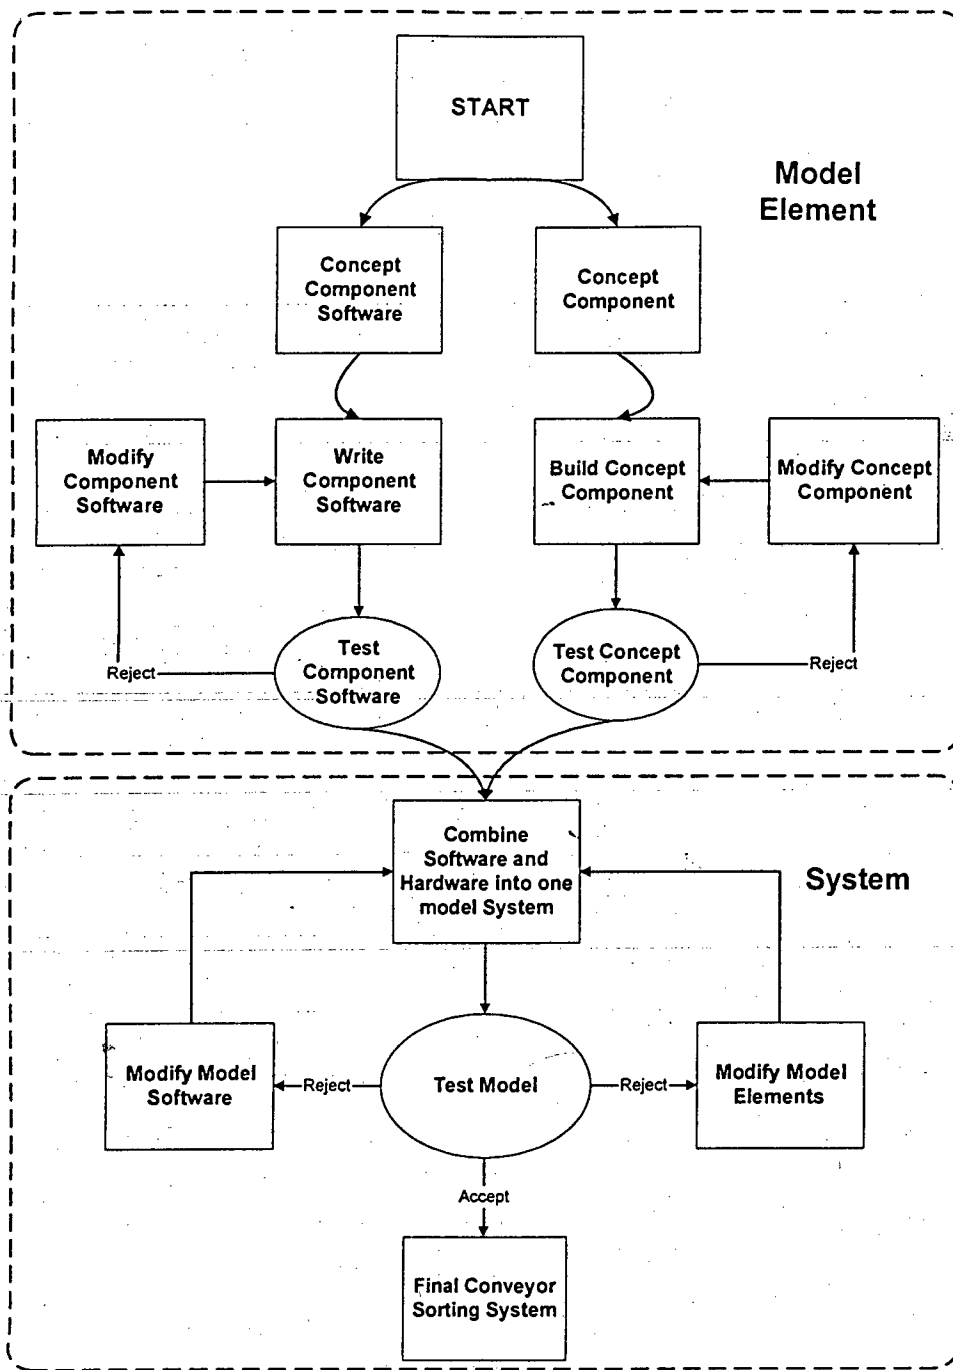 START
Model
Element
Concept
Component
Software
Concept
Component
Modify
Component
Software
Write
Component
Software
Build Concept
Component
Modify Concept
Component
Reject
Test
Component
Software
Test Concept
Component
Reject
Combine
Software and
Hardware into one
model System
System
Modify Model
Software
Reject
Test Model
Reject
Modify Model
Elements
Accept
Final Conveyor
Sorting System